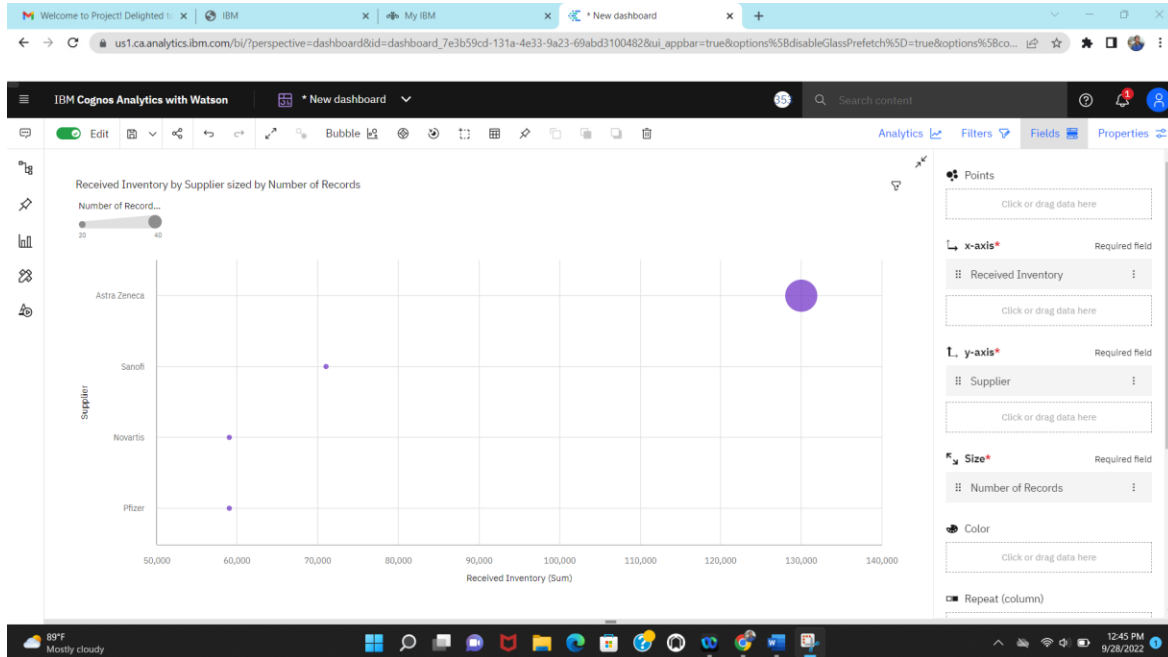 Welcome to Project! Delighted to
IBM
My IBM
* New dashboard
us1.ca.analytics.ibm.com/bi/?perspective=dashboard&id=dashboard_7e3b59cd-131a-4e33-9a23-69abd3100482&ui_appbar=true&options%5BdisableGlassPrefetch%5D=true&options%5Bco...
IBM Cognos Analytics with Watson
* New dashboard
Search content
1
Edit
Bubble
Analytics
Filters
Fields
Properties
Received Inventory by Supplier sized by Number of Records
Number of Record...
20
40
Astra Zeneca
Sanofi
Novartis
Pfizer
Supplier
50,000 60,000 70,000 80,000 90,000 100,000 110,000 120,000 130,000 140,000
Received Inventory (Sum)
Points
Click or drag data here
x-axis* Required field
Received Inventory
Click or drag data here
y-axis* Required field
Supplier
Click or drag data here
Size* Required field
Number of Records
Color
Click or drag data here
Repeat (column)
89°F
Mostly cloudy
12:45 PM
9/28/2022
1